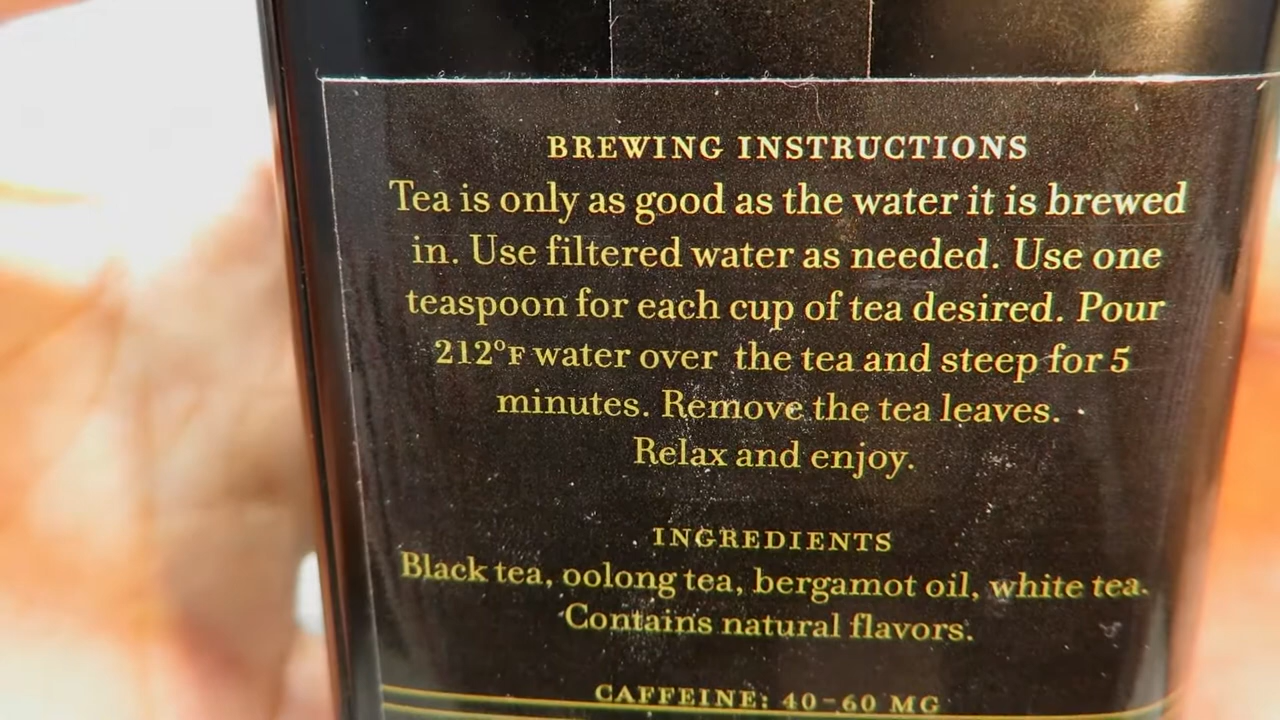 BREWING INSTRUCTIONS
Tea is only as good as the water it is brewed
in. Use filtered water as needed. Use one
teaspoon for each cup of tea desired. Pour
212°F water over the tea and steep for 5
minutes. Remove the tea leaves.
Relax and enjoy.
INGREDIENTS
Black tea, oolong tea, bergamot oil, white tea.
Contains natural flavors.
CAFFEINE: 40-60 MG